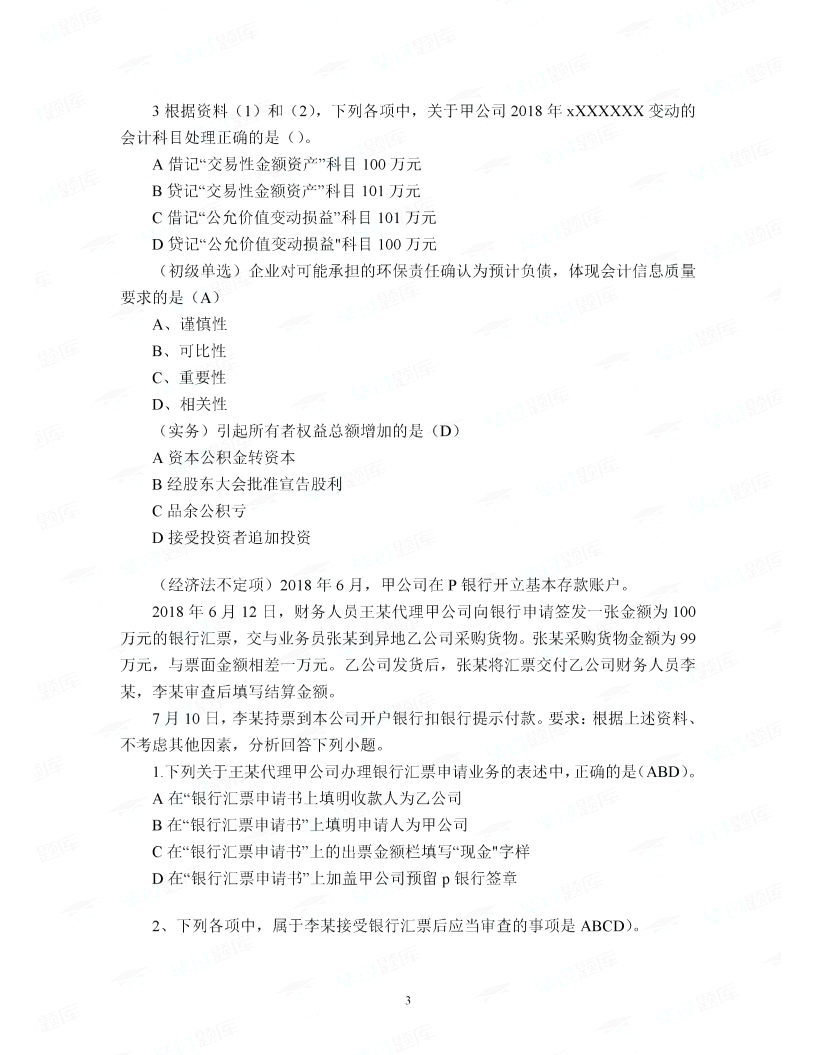 3 根据资料（1）和（2），下列各项中，关于甲公司 2018 年 xXXXXXX 变动的
会计科目处理正确的是（）。
A 借记“交易性金额资产”科目 100 万元
B 贷记“交易性金额资产”科目 101 万元
C 借记“公允价值变动损益”科目 101 万元
D 贷记“公允价值变动损益"科目 100 万元
（初级单选）企业对可能承担的环保责任确认为预计负债，体现会计信息质量
要求的是（A）
A、谨慎性
B、可比性
C、重要性
D、相关性
（实务）引起所有者权益总额增加的是（D）
A 资本公积金转资本
B 经股东大会批准宣告股利
C 品余公积亏
D 接受投资者追加投资
（经济法不定项）2018 年 6 月，甲公司在 P 银行开立基本存款账户。
2018 年 6 月 12 日，财务人员王某代理甲公司向银行申请签发一张金额为 100
万元的银行汇票，交与业务员张某到异地乙公司采购货物。张某采购货物金额为 99
万元，与票面金额相差一万元。乙公司发货后，张某将汇票交付乙公司财务人员李
某，李某审查后填写结算金额。
7 月 10 日，李某持票到本公司开户银行扣银行提示付款。要求：根据上述资料、
不考虑其他因素，分析回答下列小题。
1.下列关于王某代理甲公司办理银行汇票申请业务的表述中，正确的是（ABD）。
A 在“银行汇票申请书上填明收款人为乙公司
B 在“银行汇票申请书”上填明申请人为甲公司
C 在“银行汇票申请书”上的出票金额栏填写“现金"字样
D 在“银行汇票申请书”上加盖甲公司预留 p 银行签章
2、下列各项中，属于李某接受银行汇票后应当审查的事项是 ABCD）。
3